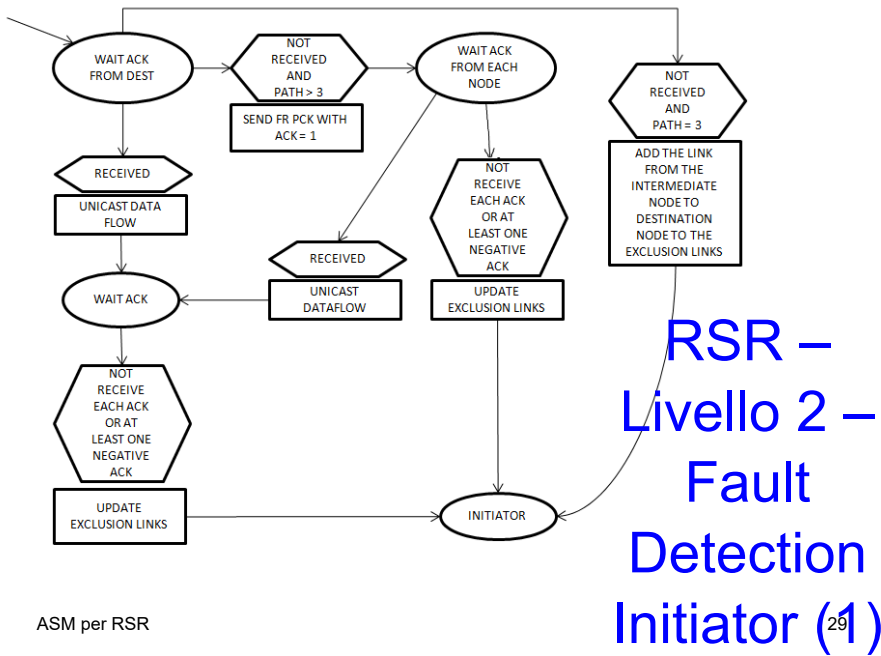 WAIT ACK
FROM DEST
NOT
RECEIVED
AND
PATH > 3
SEND FR PCK WITH
ACK = 1
WAIT ACK
FROM EACH
NODE
NOT
RECEIVED
AND
PATH = 3
ADD THE LINK
FROM THE
INTERMEDIATE
NODE TO
DESTINATION
NODE TO THE
EXCLUSION LINKS
RECEIVED
UNICAST DATA
FLOW
NOT
RECEIVE
EACH ACK
OR AT
LEAST ONE
NEGATIVE
ACK
UPDATE
EXCLUSION LINKS
RECEIVED
UNICAST
DATAFLOW
WAIT ACK
NOT
RECEIVE
EACH ACK
OR AT
LEAST ONE
NEGATIVE
ACK
UPDATE
EXCLUSION LINKS
INITIATOR
RSR –
Livello 2 –
Fault
Detection
Initiator (1)
ASM per RSR
29